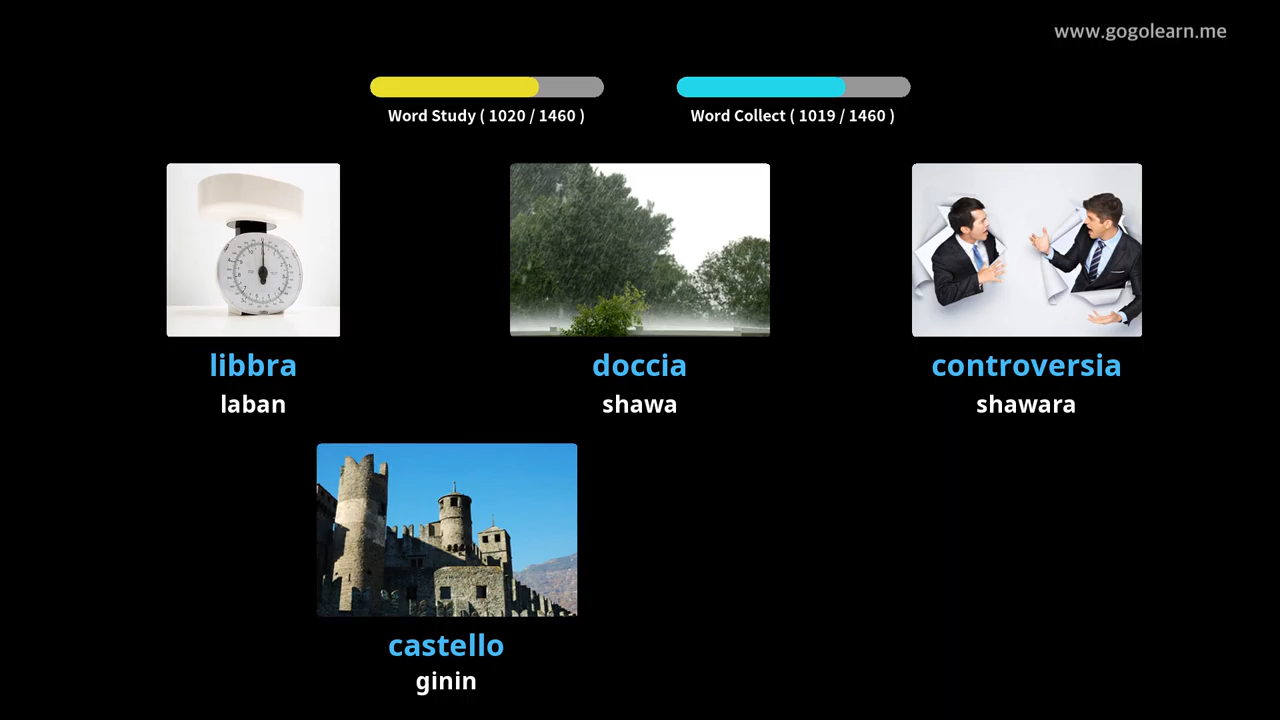 www.gogolearn.me
Word Study ( 1020 / 1460 )
Word Collect ( 1019 / 1460 )
libbra
laban
doccia
shawa
controversia
shawara
castello
ginin